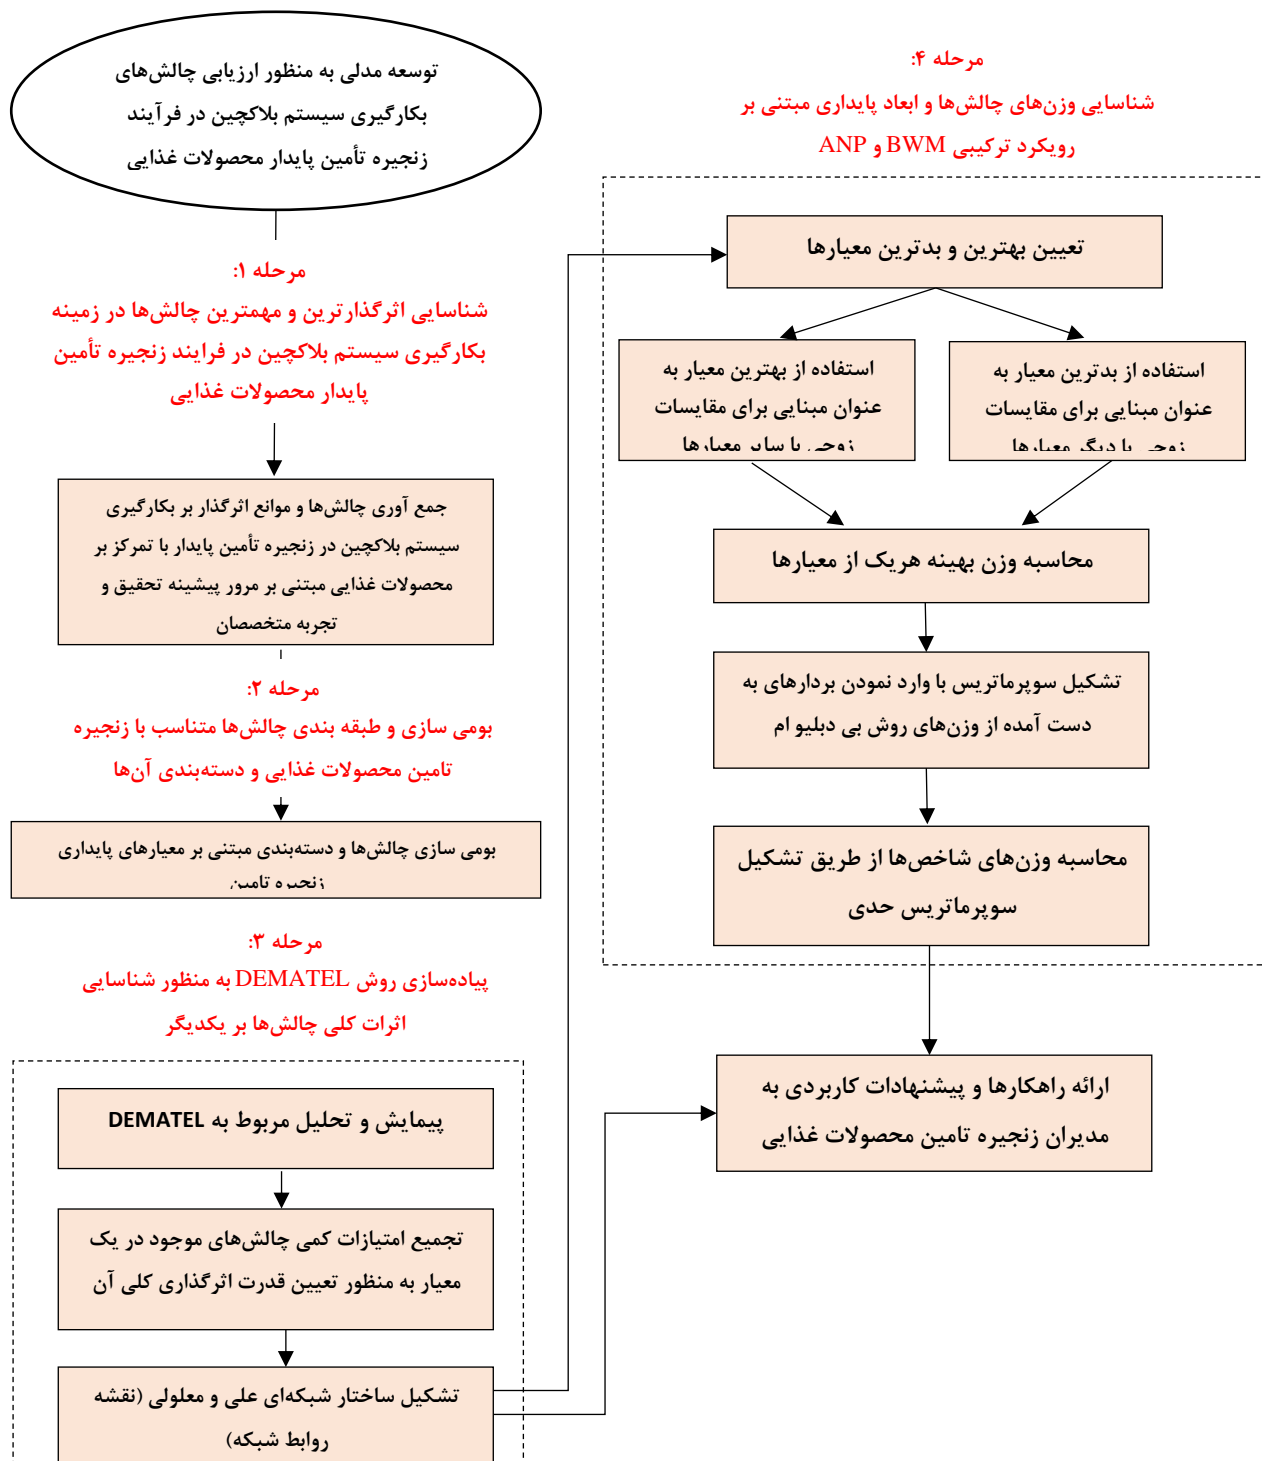 توسعه مدلی به منظور ارزیابی چالش‌های
بکارگیری سیستم بلاکچین در فرآیند
زنجیره تأمین پایدار محصولات غذایی
مرحله ۱:
شناسایی اثرگذارترین و مهمترین چالش‌ها در زمینه
بکارگیری سیستم بلاکچین در فرایند زنجیره تأمین
پایدار محصولات غذایی
جمع آوری چالش‌ها و موانع اثرگذار بر بکارگیری
سیستم بلاکچین در زنجیره تأمین پایدار با تمرکز بر
محصولات غذایی مبتنی بر مرور پیشینه تحقیق و
تجربه متخصصان
مرحله ۲:
بومی سازی و طبقه بندی چالش‌ها متناسب با زنجیره
تامین محصولات غذایی و دسته‌بندی آن‌ها
بومی سازی چالش‌ها و دسته‌بندی مبتنی بر معیارهای پایداری
زنجیره تامین
مرحله ۳:
پیاده‌سازی روش DEMATEL به منظور شناسایی
اثرات کلی چالش‌ها بر یکدیگر
پیمایش و تحلیل مربوط به DEMATEL
تجمیع امتیازات کمی چالش‌های موجود در یک
معیار به منظور تعیین قدرت اثرگذاری کلی آن
تشکیل ساختار شبکه‌ای علی و معلولی (نقشه
روابط شبکه)
مرحله ۴:
شناسایی وزن‌های چالش‌ها و ابعاد پایداری مبتنی بر
رویکرد ترکیبی BWM و ANP
تعیین بهترین و بدترین معیارها
استفاده از بهترین معیار به
عنوان مبنایی برای مقایسات
زوجی با سایر معیارها
استفاده از بدترین معیار به
عنوان مبنایی برای مقایسات
زوجی با دیگر معیارها
محاسبه وزن بهینه هریک از معیارها
تشکیل سوپرماتریس با وارد نمودن بردارهای به
دست آمده از وزن‌های روش بی دبلیو ام
محاسبه وزن‌های شاخص‌ها از طریق تشکیل
سوپرماتریس حدی
ارائه راهکارها و پیشنهادات کاربردی به
مدیران زنجیره تامین محصولات غذایی